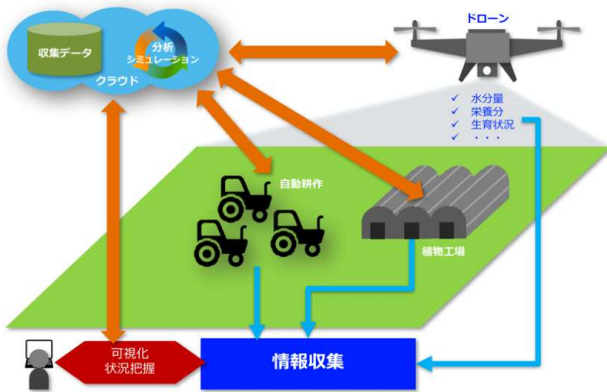 収集データ
分析
シミュレーション
クラウド
ドローン
✓ 水分量
✓ 栄養分
✓ 生育状況
✓ ・・・
自動耕作
植物工場
可視化
状況把握
情報収集